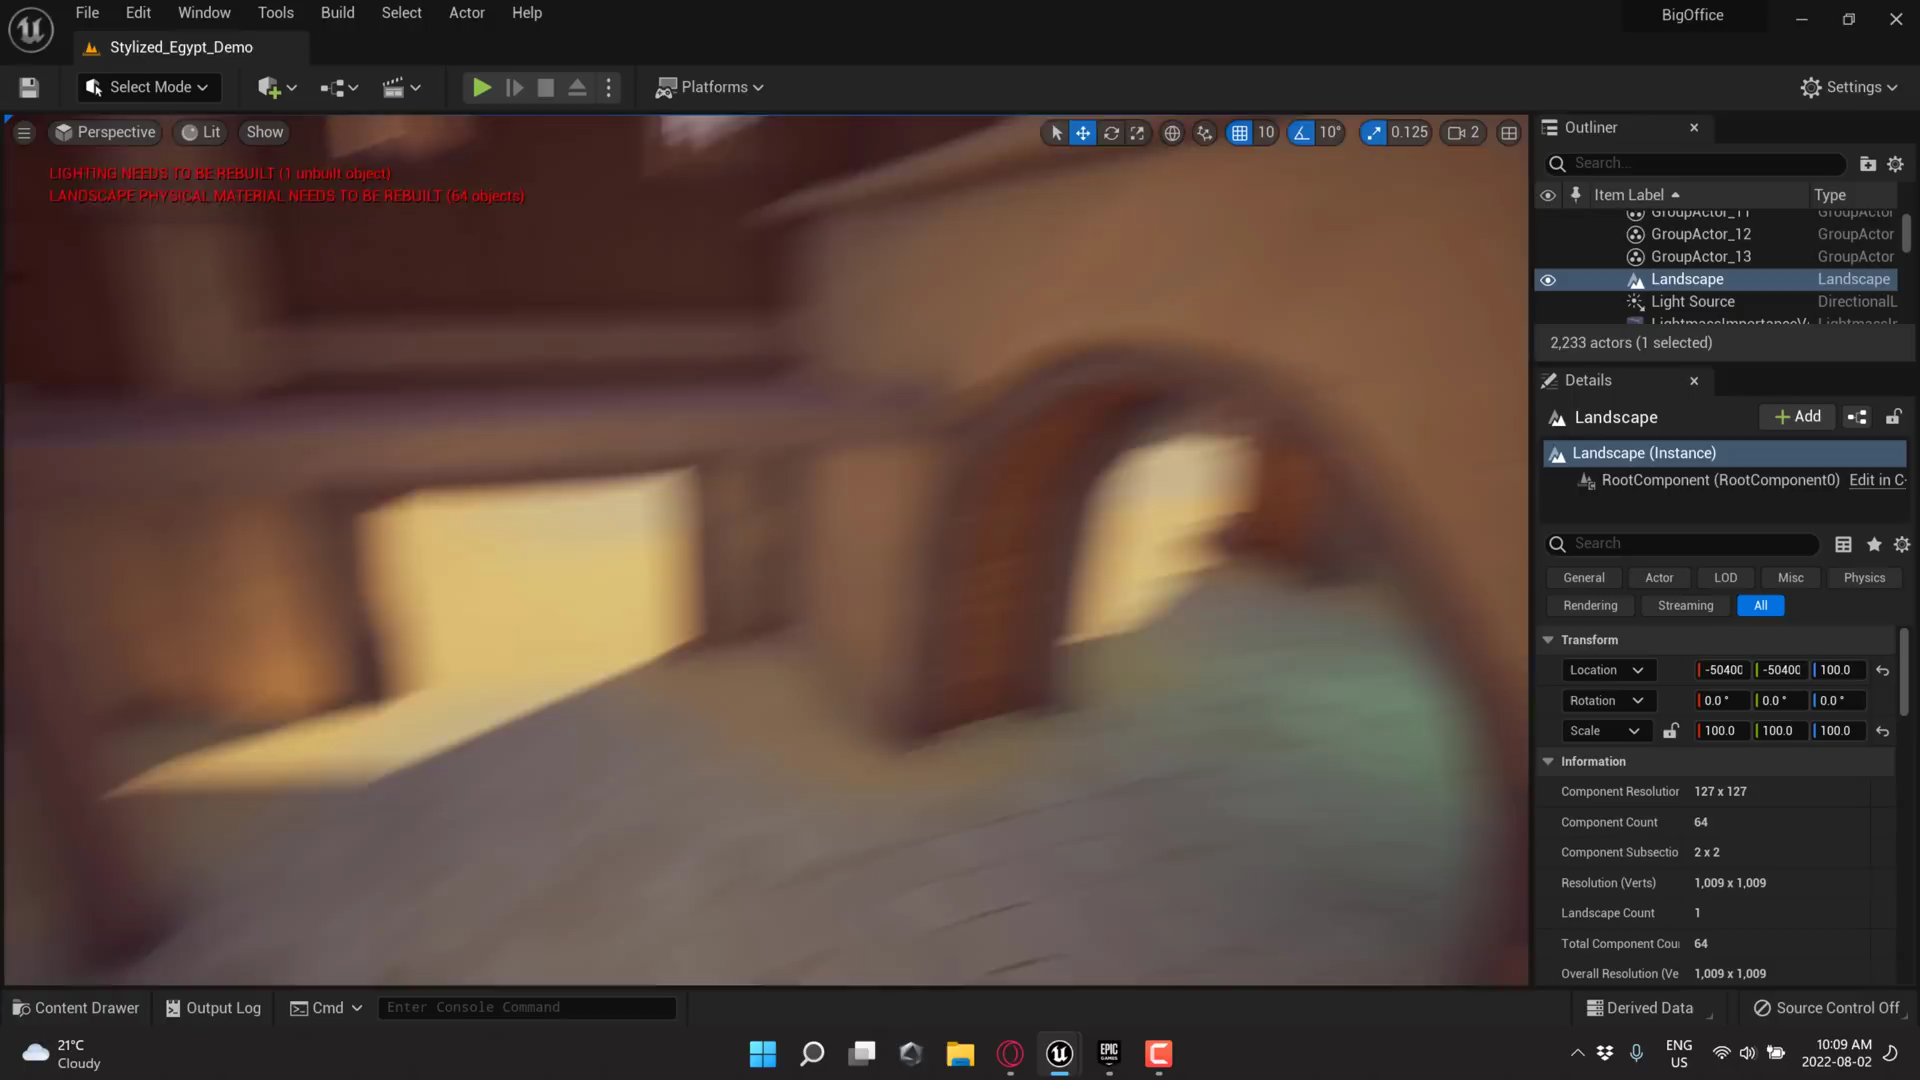 File Edit Window Tools Build Select Actor Help
BigOffice
Stylized_Egypt_Demo
Select Mode
Platforms
Settings
Perspective Lit Show
10 10° 0.125 2
LIGHTING NEEDS TO BE REBUILT (1 unbuilt object)
LANDSCAPE PHYSICAL MATERIAL NEEDS TO BE REBUILT (64 objects)
Outliner
Search...
Item Label Type
GroupActor_11 GroupActor
GroupActor_12 GroupActor
GroupActor_13 GroupActor
Landscape Landscape
Light Source DirectionalL
2,233 actors (1 selected)
Details
Landscape Add
Landscape (Instance)
RootComponent (RootComponent0) Edit in C
Search
General Actor LOD Misc Physics
Rendering Streaming All
Transform
Location -50400 -50400 100.0
Rotation 0.0 ° 0.0 ° 0.0 °
Scale 100.0 100.0 100.0
Information
Component Resolution 127 x 127
Component Count 64
Component Subsectio 2 x 2
Resolution (Verts) 1,009 x 1,009
Landscape Count 1
Total Component Cou 64
Overall Resolution (Ve 1,009 x 1,009
Content Drawer Output Log Cmd Enter Console Command Derived Data Source Control Off
21°C
Cloudy
EPIC GAMES
ENG
US
10:09 AM
2022-08-02